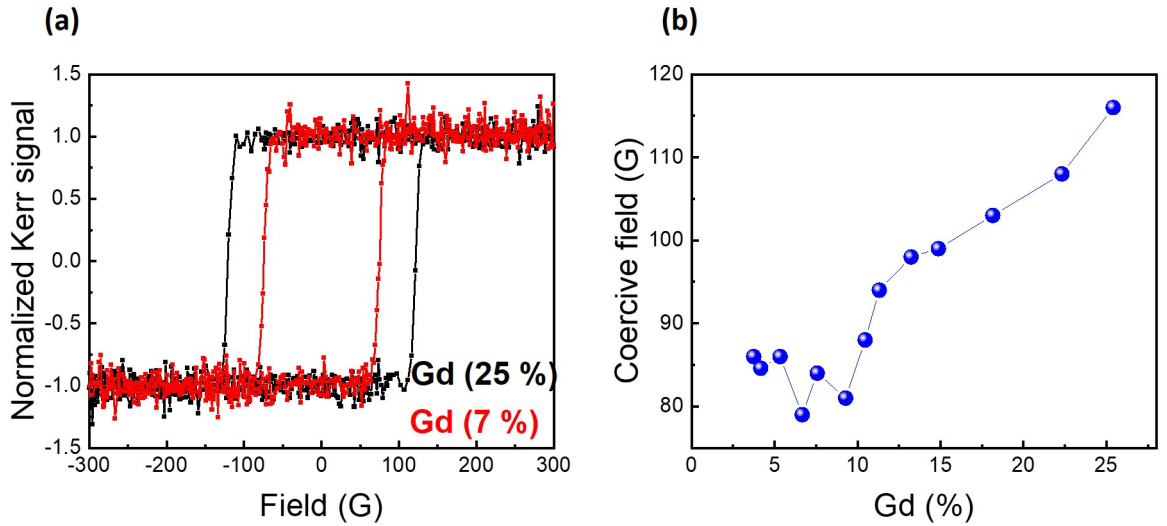 (a)
Normalized Kerr signal
1.5
1.0
0.5
0.0
-0.5
-1.0
-1.5
Gd (25 %)
Gd (7 %)
-300 -200 -100 0 100 200 300
Field (G)
(b)
Coercive field (G)
120
100
80
0 5 10 15 20 25
Gd (%)